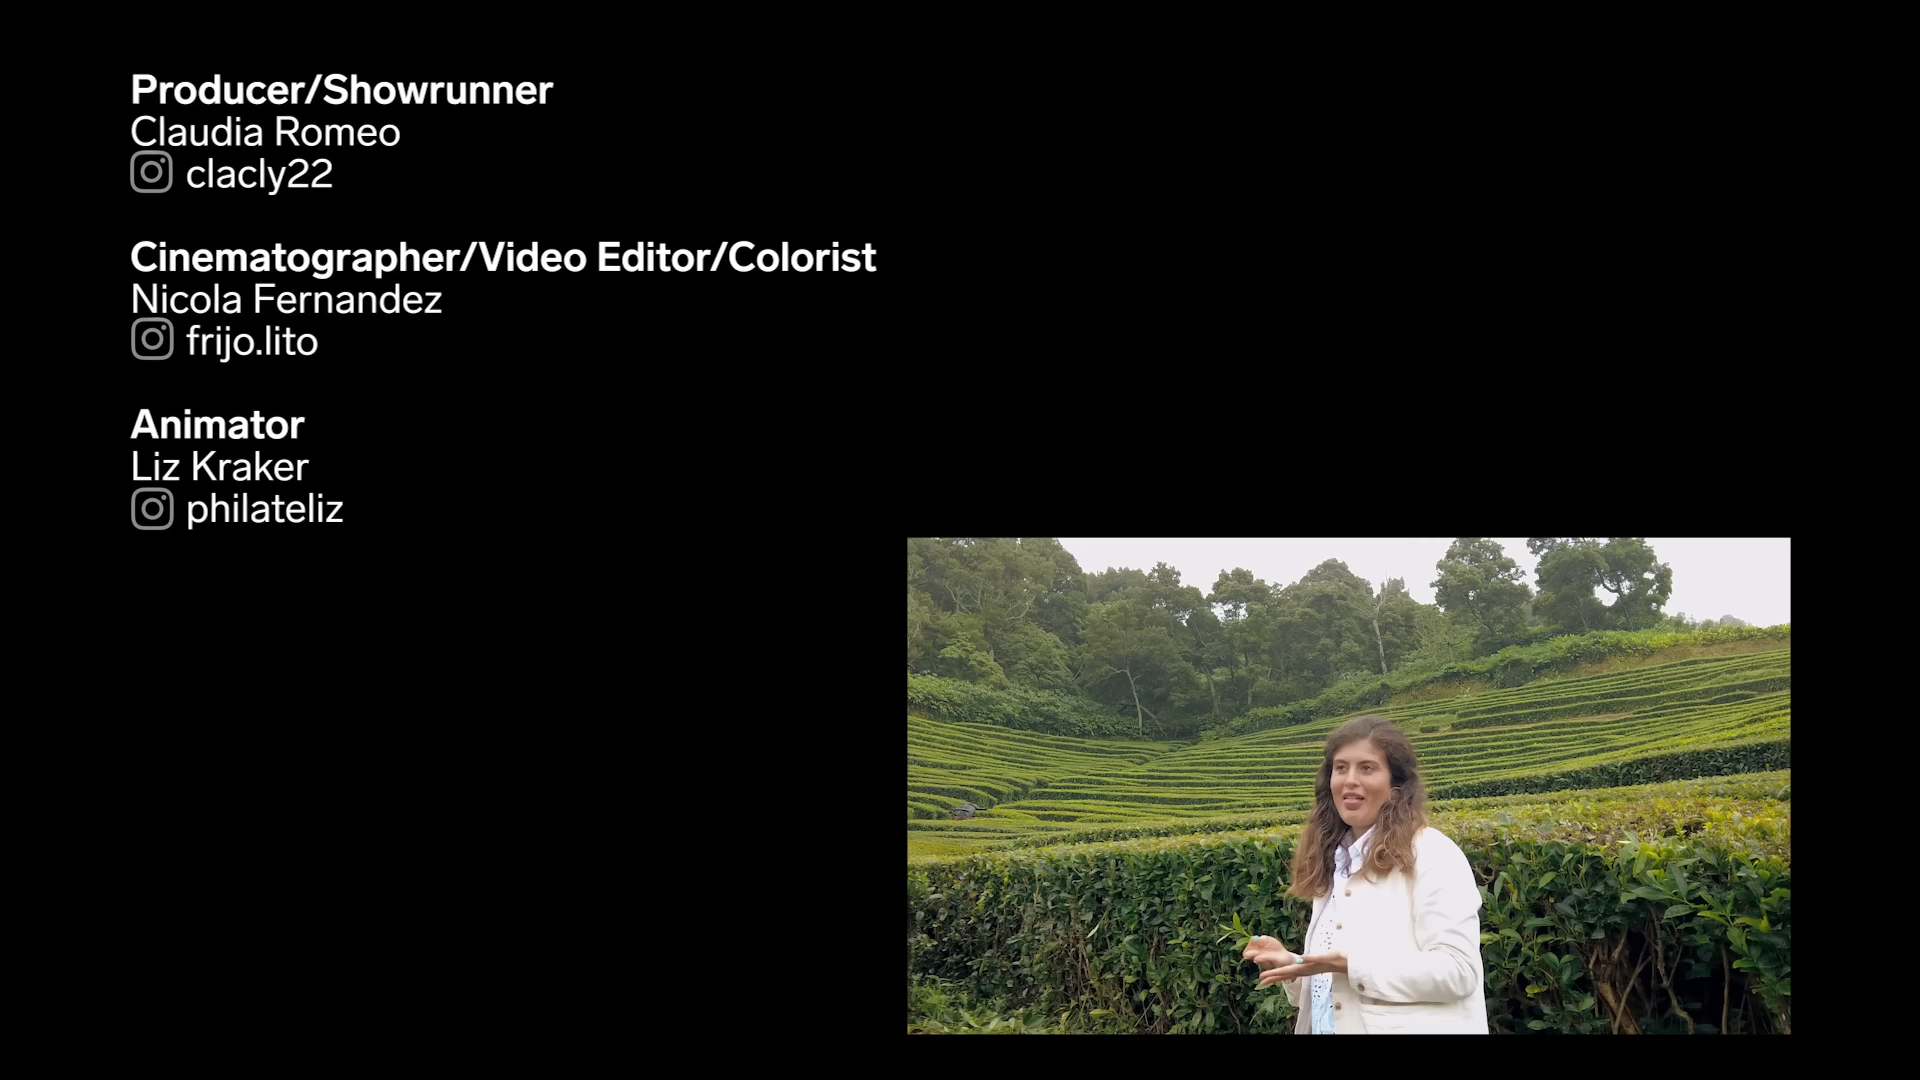 Producer/Showrunner
Claudia Romeo
clacly22
Cinematographer/Video Editor/Colorist
Nicola Fernandez
frijo.lito
Animator
Liz Kraker
philateliz